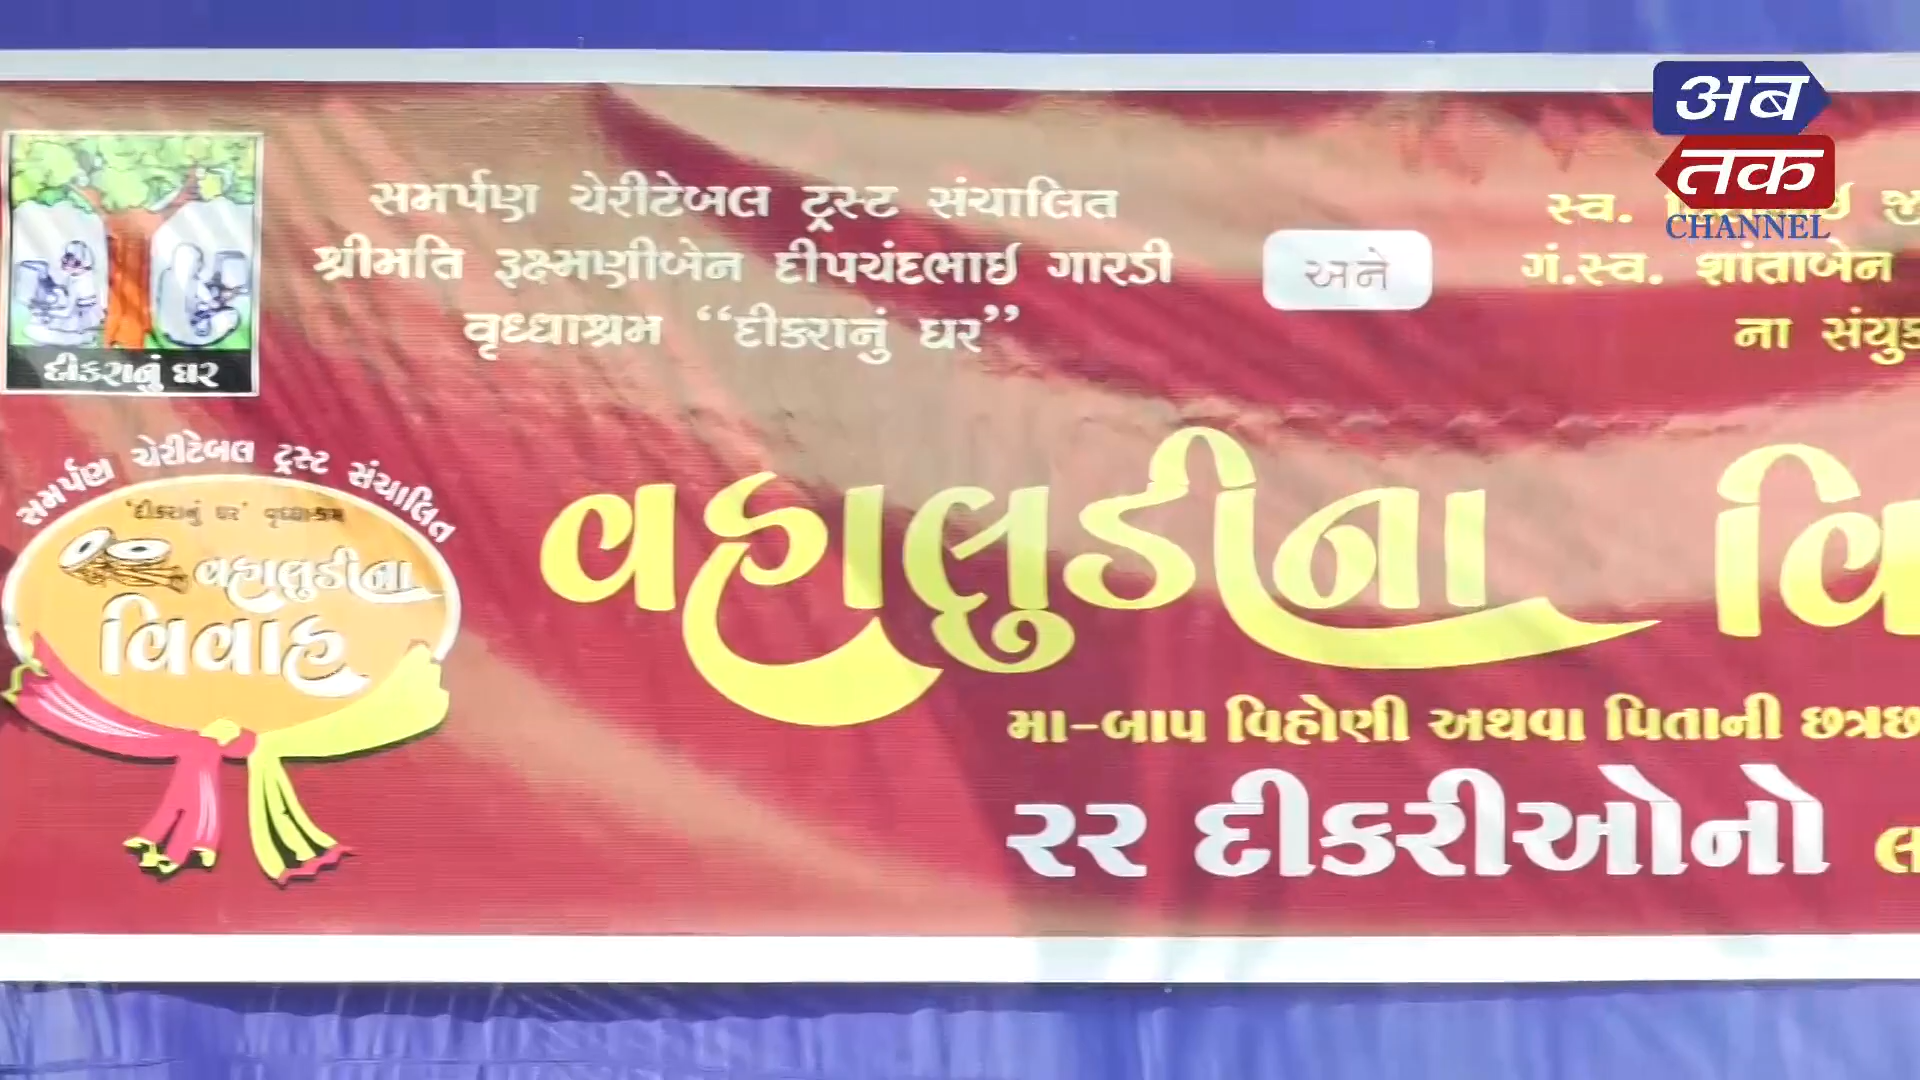 સમર્પણ ચેરીટેબલ ટ્રસ્ટ સંચાલિત
શ્રીમતિ રૂક્ષ્મણીબેન દીપચંદભાઈ ગારડી
વૃધ્ધાશ્રમ “દીકરાનું ઘર”
અને
સ્વ.
ગં.સ્વ. શાંતાબેન
ના સંયુક
अब
तक
CHANNEL
દીકરાનું ઘર
સમર્પણ ચેરીટેબલ ટ્રસ્ટ સંચાલિત
'દીકરાનું ઘર' વૃધ્ધાશ્રમ
વહાલુડીના
વિવાહ
વહાલુડીના વિ
મા-બાપ વિહોણી અથવા પિતાની છત્રછ
૨૨ દીકરીઓનો લ